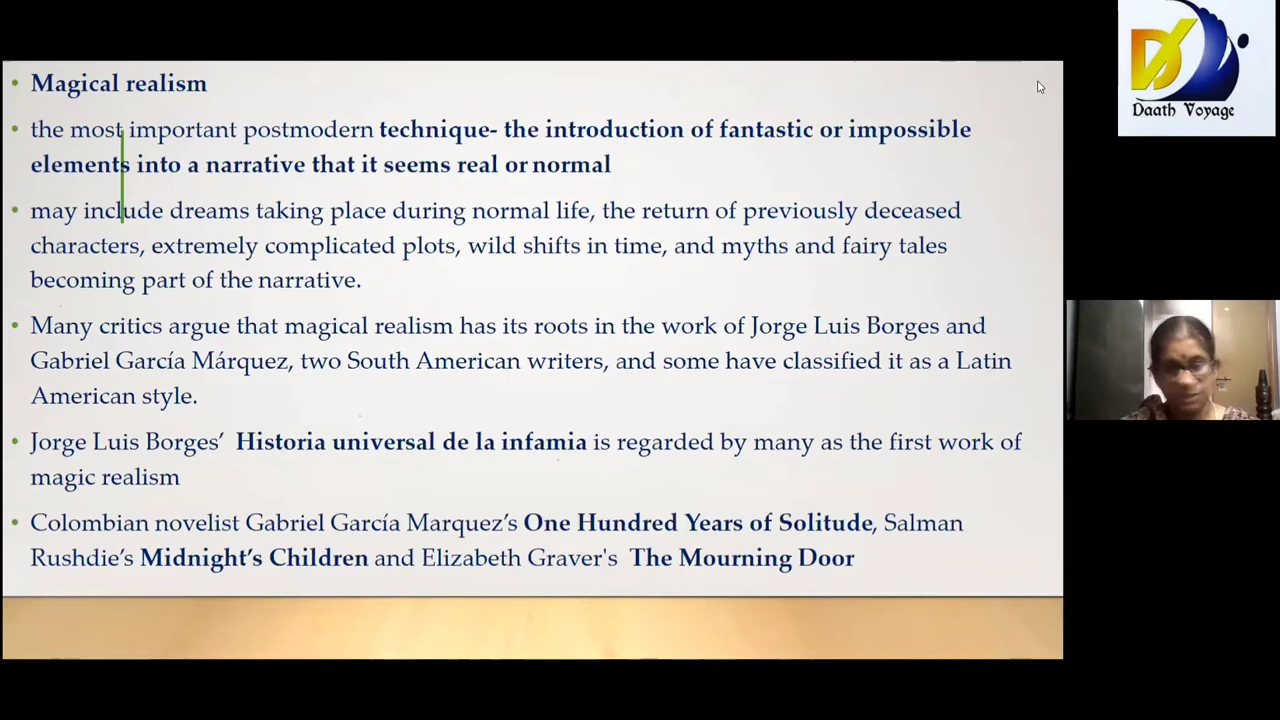 Magical realism
the most important postmodern technique- the introduction of fantastic or impossible
elements into a narrative that it seems real or normal
may include dreams taking place during normal life, the return of previously deceased
characters, extremely complicated plots, wild shifts in time, and myths and fairy tales
becoming part of the narrative.
Many critics argue that magical realism has its roots in the work of Jorge Luis Borges and
Gabriel García Márquez, two South American writers, and some have classified it as a Latin
American style.
Jorge Luis Borges’ Historia universal de la infamia is regarded by many as the first work of
magic realism
Colombian novelist Gabriel García Marquez’s One Hundred Years of Solitude, Salman
Rushdie’s Midnight’s Children and Elizabeth Graver's The Mourning Door
Daath Voyage